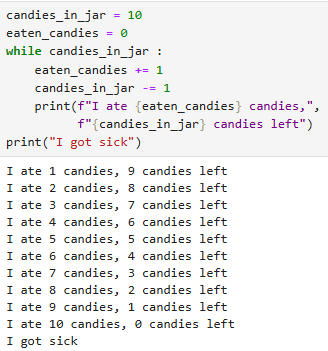 candies_in_jar = 10
eaten_candies = 0
while candies_in_jar :
    eaten_candies += 1
    candies_in_jar -= 1
    print(f"I ate {eaten_candies} candies,",
          f"{candies_in_jar} candies left")
print("I got sick")
I ate 1 candies, 9 candies left
I ate 2 candies, 8 candies left
I ate 3 candies, 7 candies left
I ate 4 candies, 6 candies left
I ate 5 candies, 5 candies left
I ate 6 candies, 4 candies left
I ate 7 candies, 3 candies left
I ate 8 candies, 2 candies left
I ate 9 candies, 1 candies left
I ate 10 candies, 0 candies left
I got sick